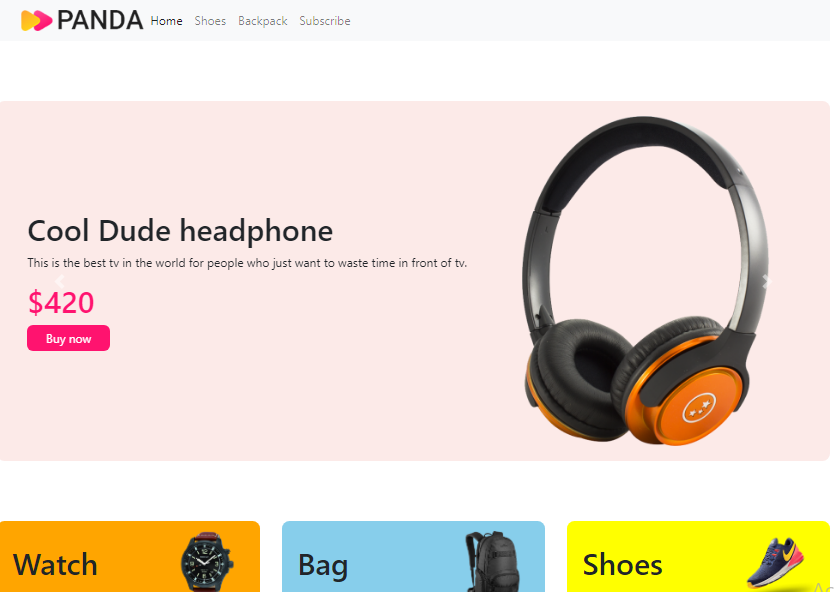 PANDA Home Shoes Backpack Subscribe
Cool Dude headphone
This is the best tv in the world for people who just want to waste time in front of tv.
$420
Buy now
Watch Bag Shoes